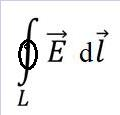 ∮ E⃗ dl⃗
L